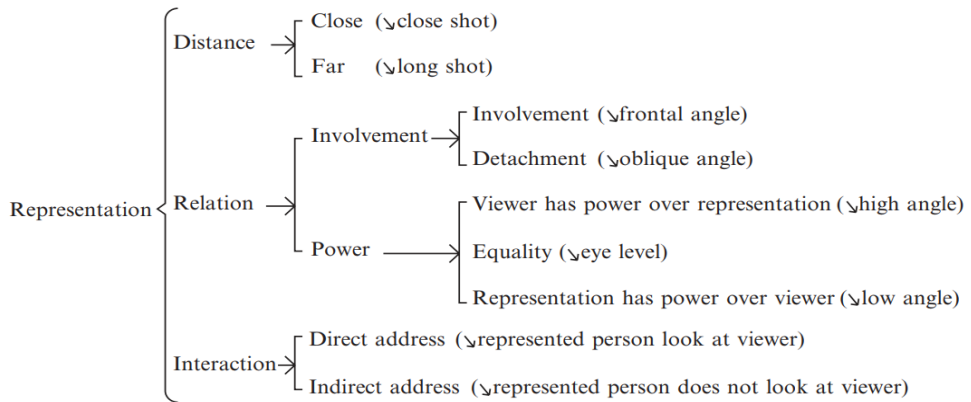 Close (↘close shot)
Distance
Far (↘long shot)
Involvement (↘frontal angle)
Involvement
Detachment (↘oblique angle)
Representation
Relation
Viewer has power over representation (↘high angle)
Power
Equality (↘eye level)
Representation has power over viewer (↘low angle)
Direct address (↘represented person look at viewer)
Interaction
Indirect address (↘represented person does not look at viewer)